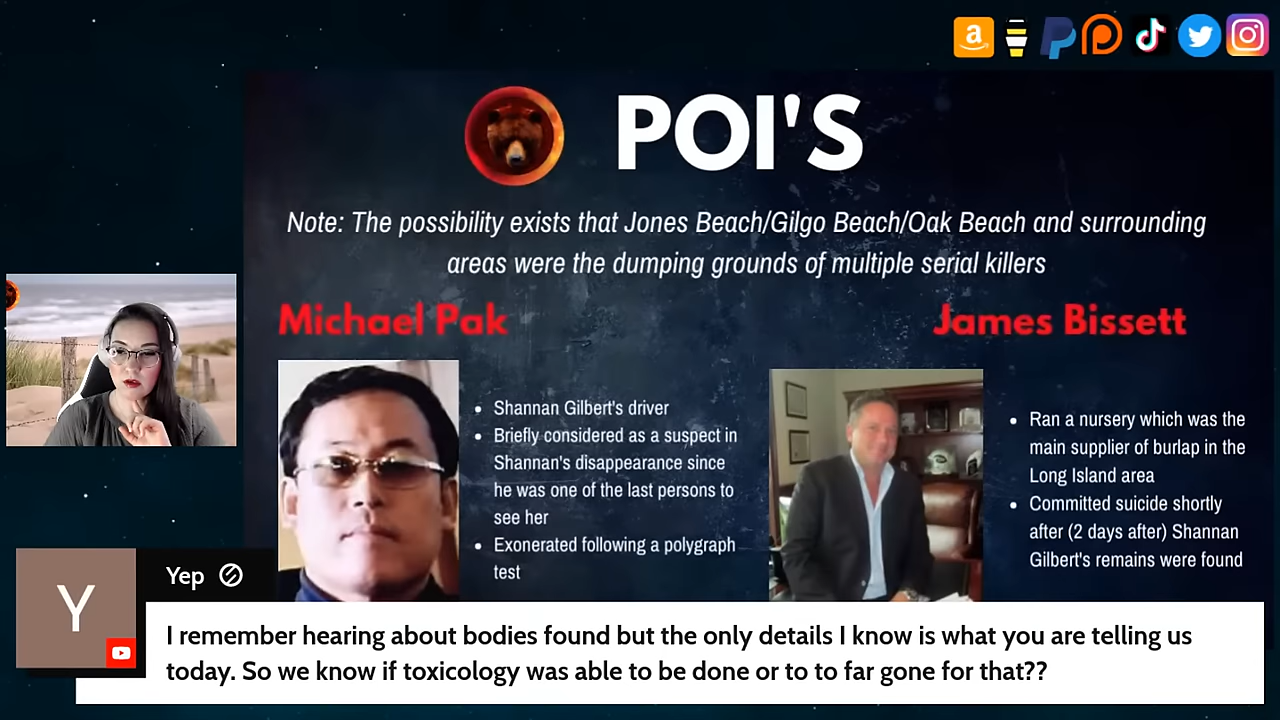 POI'S
Note: The possibility exists that Jones Beach/Gilgo Beach/Oak Beach and surrounding
areas were the dumping grounds of multiple serial killers
Michael Pak
• Shannan Gilbert's driver
• Briefly considered as a suspect in
Shannan's disappearance since
he was one of the last persons to
see her
• Exonerated following a polygraph
test
James Bissett
• Ran a nursery which was the
main supplier of burlap in the
Long Island area
• Committed suicide shortly
after (2 days after) Shannan
Gilbert's remains were found
Y
Yep
I remember hearing about bodies found but the only details I know is what you are telling us
today. So we know if toxicology was able to be done or to to far gone for that??